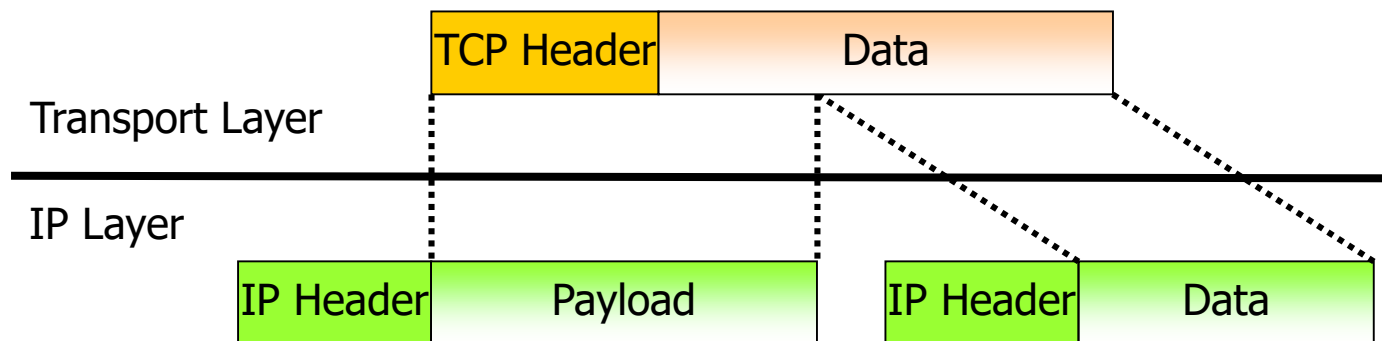 TCP Header Data
Transport Layer
IP Layer
IP Header Payload IP Header Data